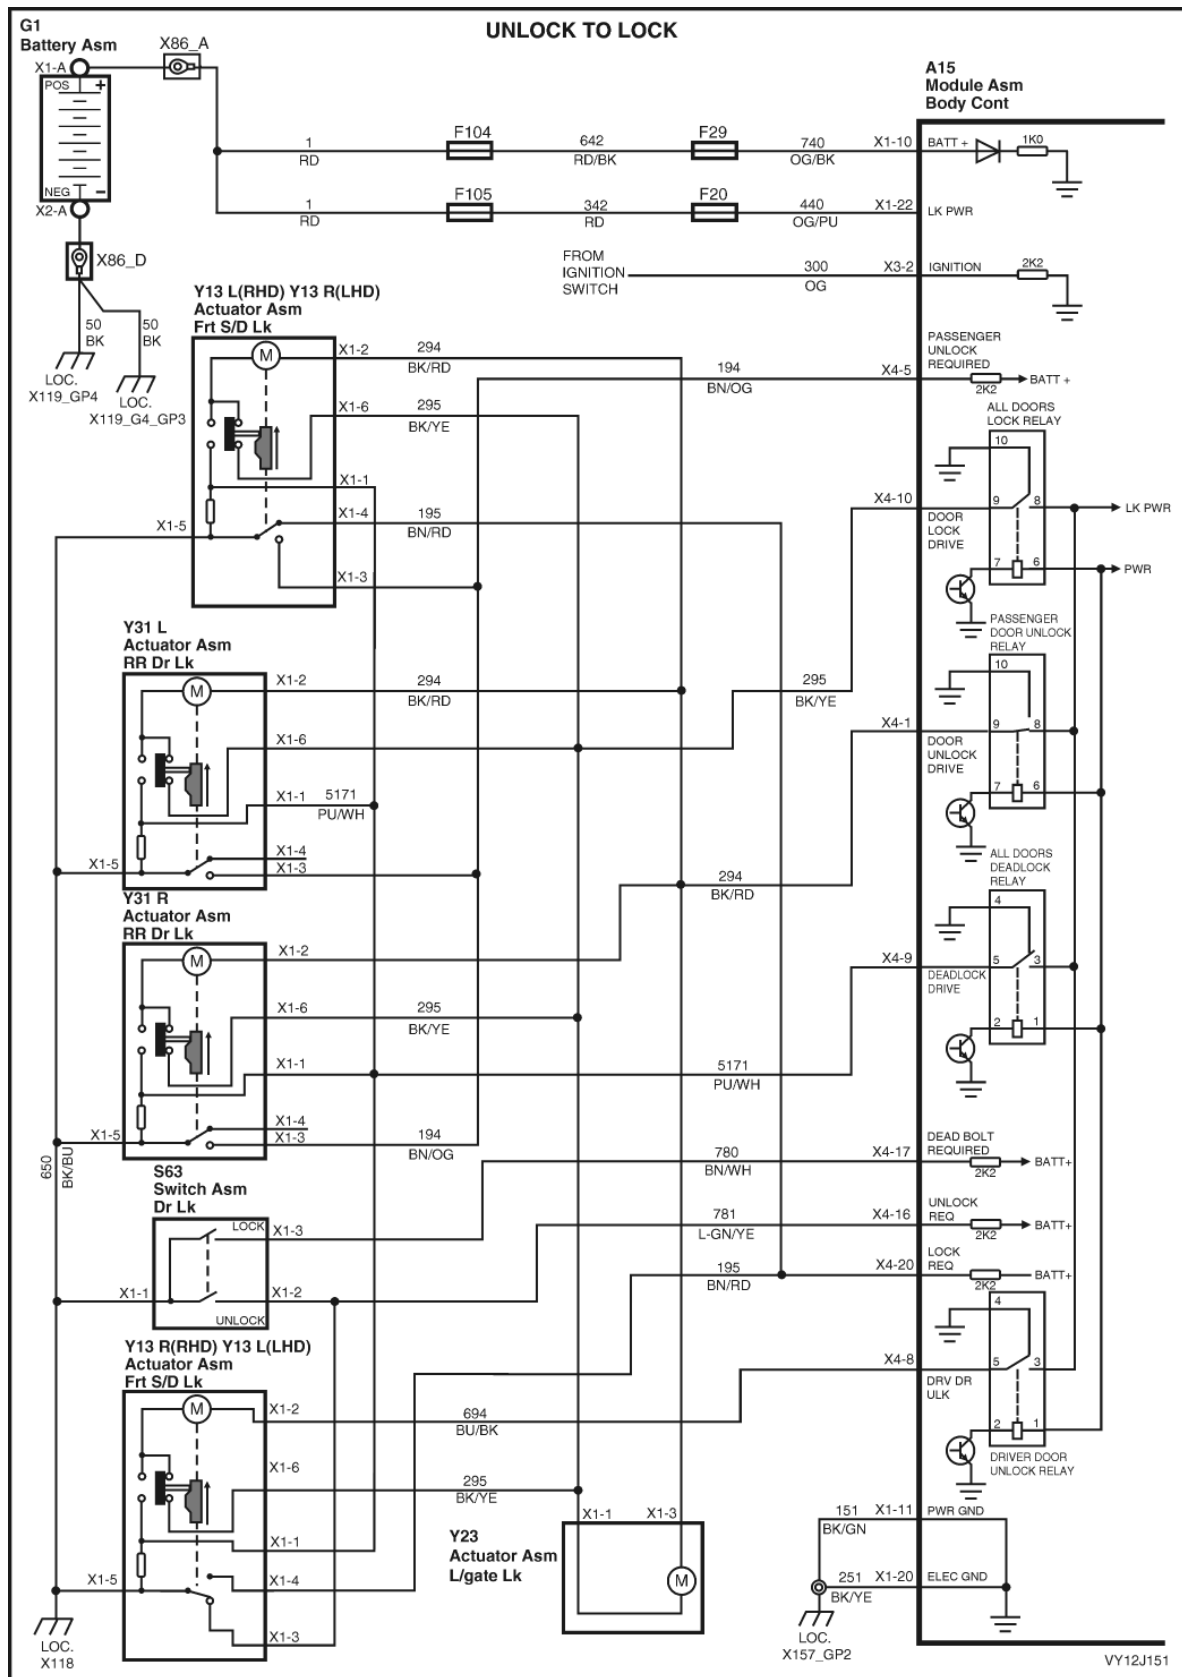 UNLOCK TO LOCK
G1
Battery Asm
X86_A
X1-A
POS
+
NEG
−
X2-A
X86_D
50
BK
50
BK
LOC.
X119_GP4
LOC.
X119_G4_GP3
A15
Module Asm
Body Cont
1
RD
F104
642
RD/BK
F29
740
OG/BK
X1-10
BATT +
1K0
1
RD
F105
342
RD
F20
440
OG/PU
X1-22
LK PWR
FROM
IGNITION
SWITCH
300
OG
X3-2
IGNITION
2K2
Y13 L(RHD) Y13 R(LHD)
Actuator Asm
Frt S/D Lk
M
X1-2
294
BK/RD
X1-6
295
BK/YE
X1-1
X1-4
195
BN/RD
X1-5
X1-3
194
BN/OG
X4-5
PASSENGER
UNLOCK
REQUIRED
2K2
BATT +
ALL DOORS
LOCK RELAY
10
X4-10
9
8
LK PWR
DOOR
LOCK
DRIVE
7
6
PWR
Y31 L
Actuator Asm
RR Dr Lk
M
X1-2
294
BK/RD
X1-6
X1-1
5171
PU/WH
X1-4
X1-5
X1-3
295
BK/YE
PASSENGER
DOOR UNLOCK
RELAY
10
X4-1
9
8
DOOR
UNLOCK
DRIVE
7
6
294
BK/RD
Y31 R
Actuator Asm
RR Dr Lk
M
X1-2
X1-6
295
BK/YE
X1-1
X1-4
X1-5
X1-3
194
BN/OG
650
BK/BU
ALL DOORS
DEADLOCK
RELAY
4
X4-9
5
3
DEADLOCK
DRIVE
2
1
5171
PU/WH
S63
Switch Asm
Dr Lk
LOCK
X1-3
X1-1
X1-2
UNLOCK
780
BN/WH
X4-17
DEAD BOLT
REQUIRED
2K2
BATT+
781
L-GN/YE
X4-16
UNLOCK
REQ
2K2
BATT+
195
BN/RD
X4-20
LOCK
REQ
2K2
BATT+
Y13 R(RHD) Y13 L(LHD)
Actuator Asm
Frt S/D Lk
M
X1-2
694
BU/BK
X1-6
295
BK/YE
X1-1
X1-5
X1-4
X1-3
LOC.
X118
4
X4-8
5
3
DRV DR
ULK
2
1
DRIVER DOOR
UNLOCK RELAY
Y23
Actuator Asm
L/gate Lk
X1-1
X1-3
M
151
BK/GN
X1-11
PWR GND
251
BK/YE
X1-20
ELEC GND
LOC.
X157_GP2
VY12J151